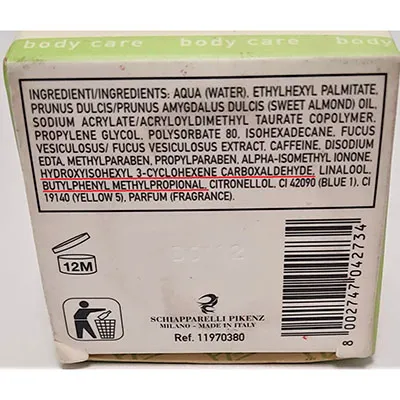 body care body care body care
INGREDIENTI/INGREDIENTS: AQUA (WATER), ETHYLHEXYL PALMITATE,
PRUNUS DULCIS/PRUNUS AMYGDALUS DULCIS (SWEET ALMOND) OIL,
SODIUM ACRYLATE/ACRYLOYLDIMETHYL TAURATE COPOLYMER,
PROPYLENE GLYCOL, POLYSORBATE 80, ISOHEXADECANE, FUCUS
VESICULOSUS/ FUCUS VESICULOSUS EXTRACT, CAFFEINE, DISODIUM
EDTA, METHYLPARABEN, PROPYLPARABEN, ALPHA-ISOMETHYL IONONE,
HYDROXYISOHEXYL 3-CYCLOHEXENE CARBOXALDEHYDE, LINALOOL,
BUTYLPHENYL METHYLPROPIONAL, CITRONELLOL, CI 42090 (BLUE 1), CI
19140 (YELLOW 5), PARFUM (FRAGRANCE).
12M
SCHIAPPARELLI PIKENZ
MILANO - MADE IN ITALY
Ref. 11970380
8 002747 042734